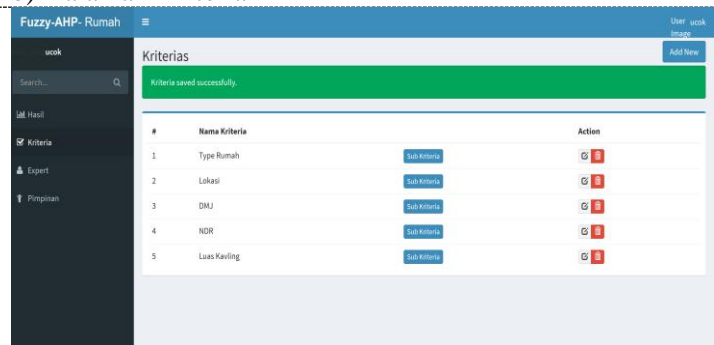 Fuzzy-AHP- Rumah
User ucok
Image
ucok
Kriterias
Add New
Search...
Kriteria saved successfully.
Hasil
Kriteria
Expert
Pimpinan
# Nama Kriteria Action
1 Type Rumah Sub Kriteria
2 Lokasi Sub Kriteria
3 DMJ Sub Kriteria
4 NDR Sub Kriteria
5 Luas Kavling Sub Kriteria